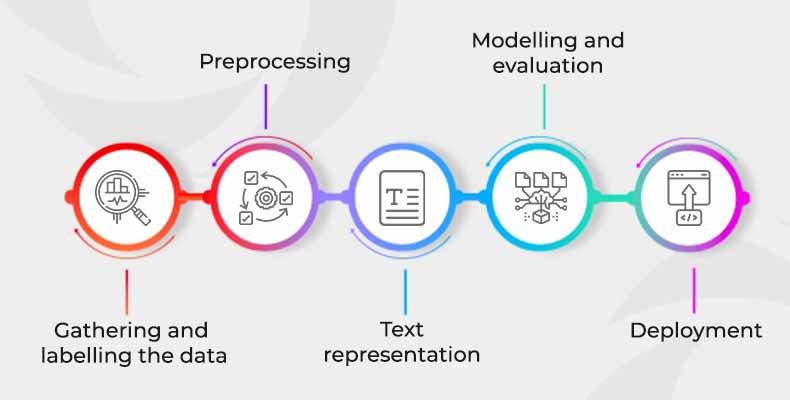 Gathering and
labelling the data
Preprocessing
T
Text
representation
Modelling and
evaluation
</>
Deployment